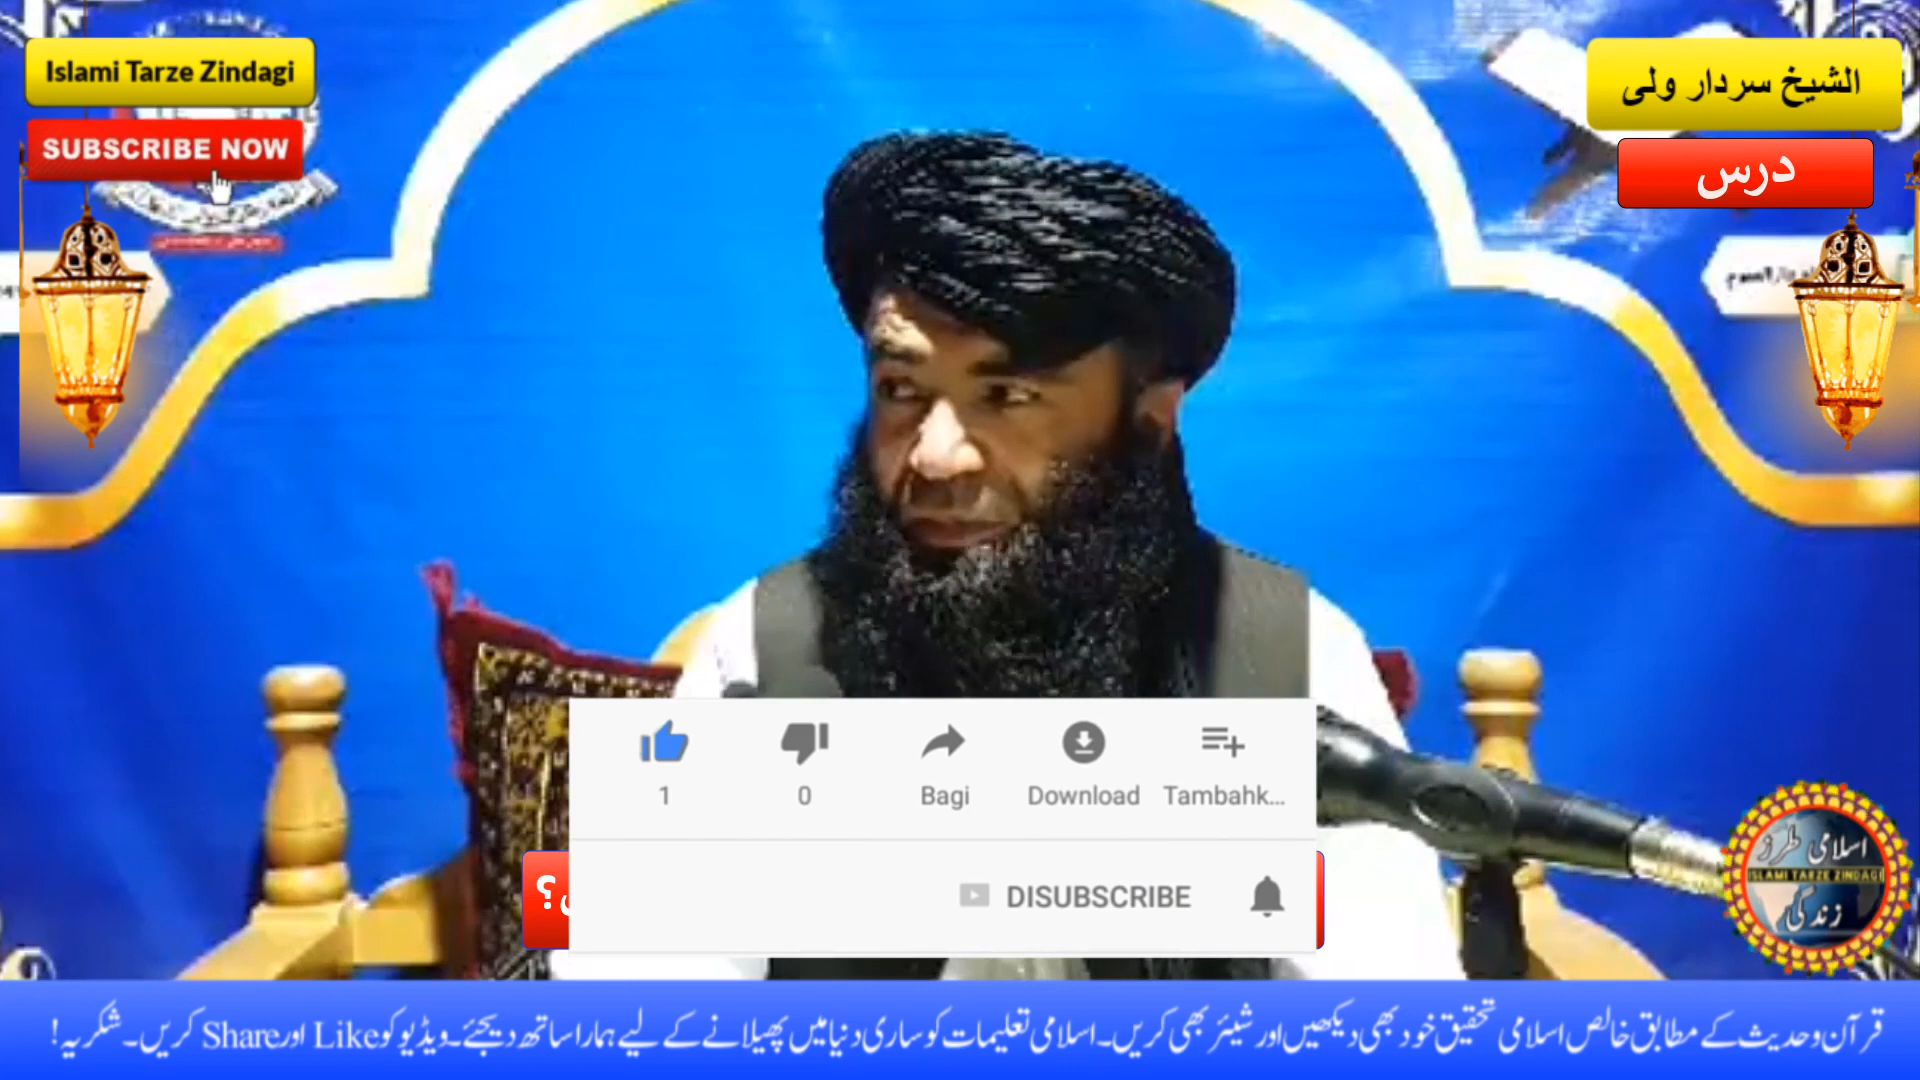 Islami Tarze Zindagi
SUBSCRIBE NOW
الشیخ سردار ولی
درس
1
0
Bagi
Download
Tambahk...
DISUBSCRIBE
؟
اسلامی طرز
ISLAMI TARZE ZINDAGI
زندگی
قرآن و حدیث کے مطابق خالص اسلامی تحقیق خود بھی دیکھیں اور شیئر بھی کریں۔ اسلامی تعلیمات کو ساری دنیا میں پھیلانے کے لیے ہمارا ساتھ دیجئے۔ ویڈیو کو Like اور Share کریں۔ شکریہ!